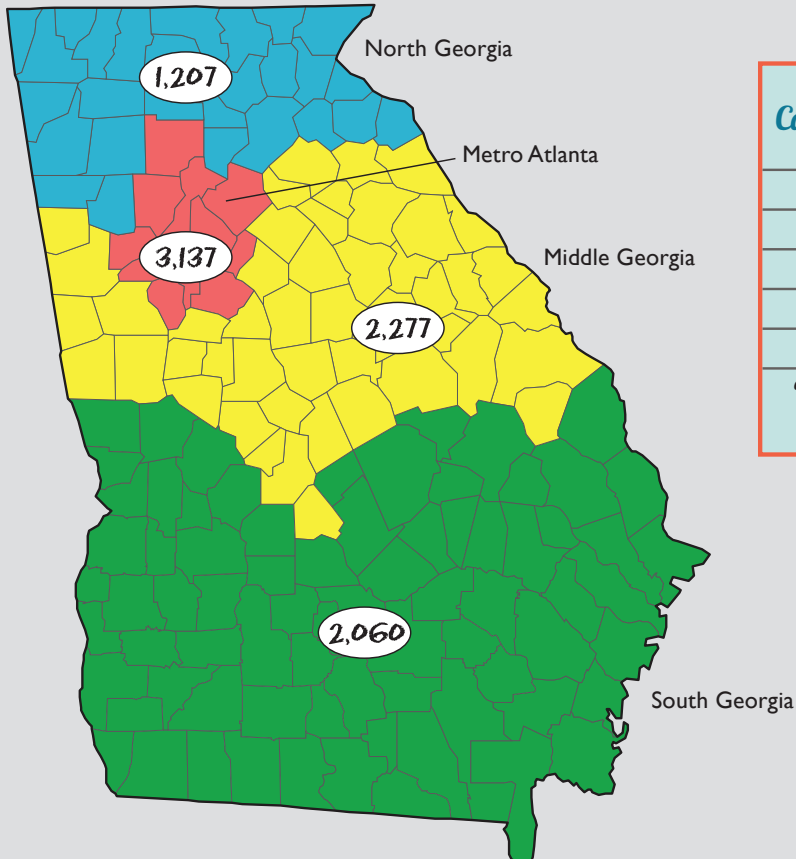 1,207
North Georgia
Metro Atlanta
3,137
Middle Georgia
2,277
2,060
South Georgia